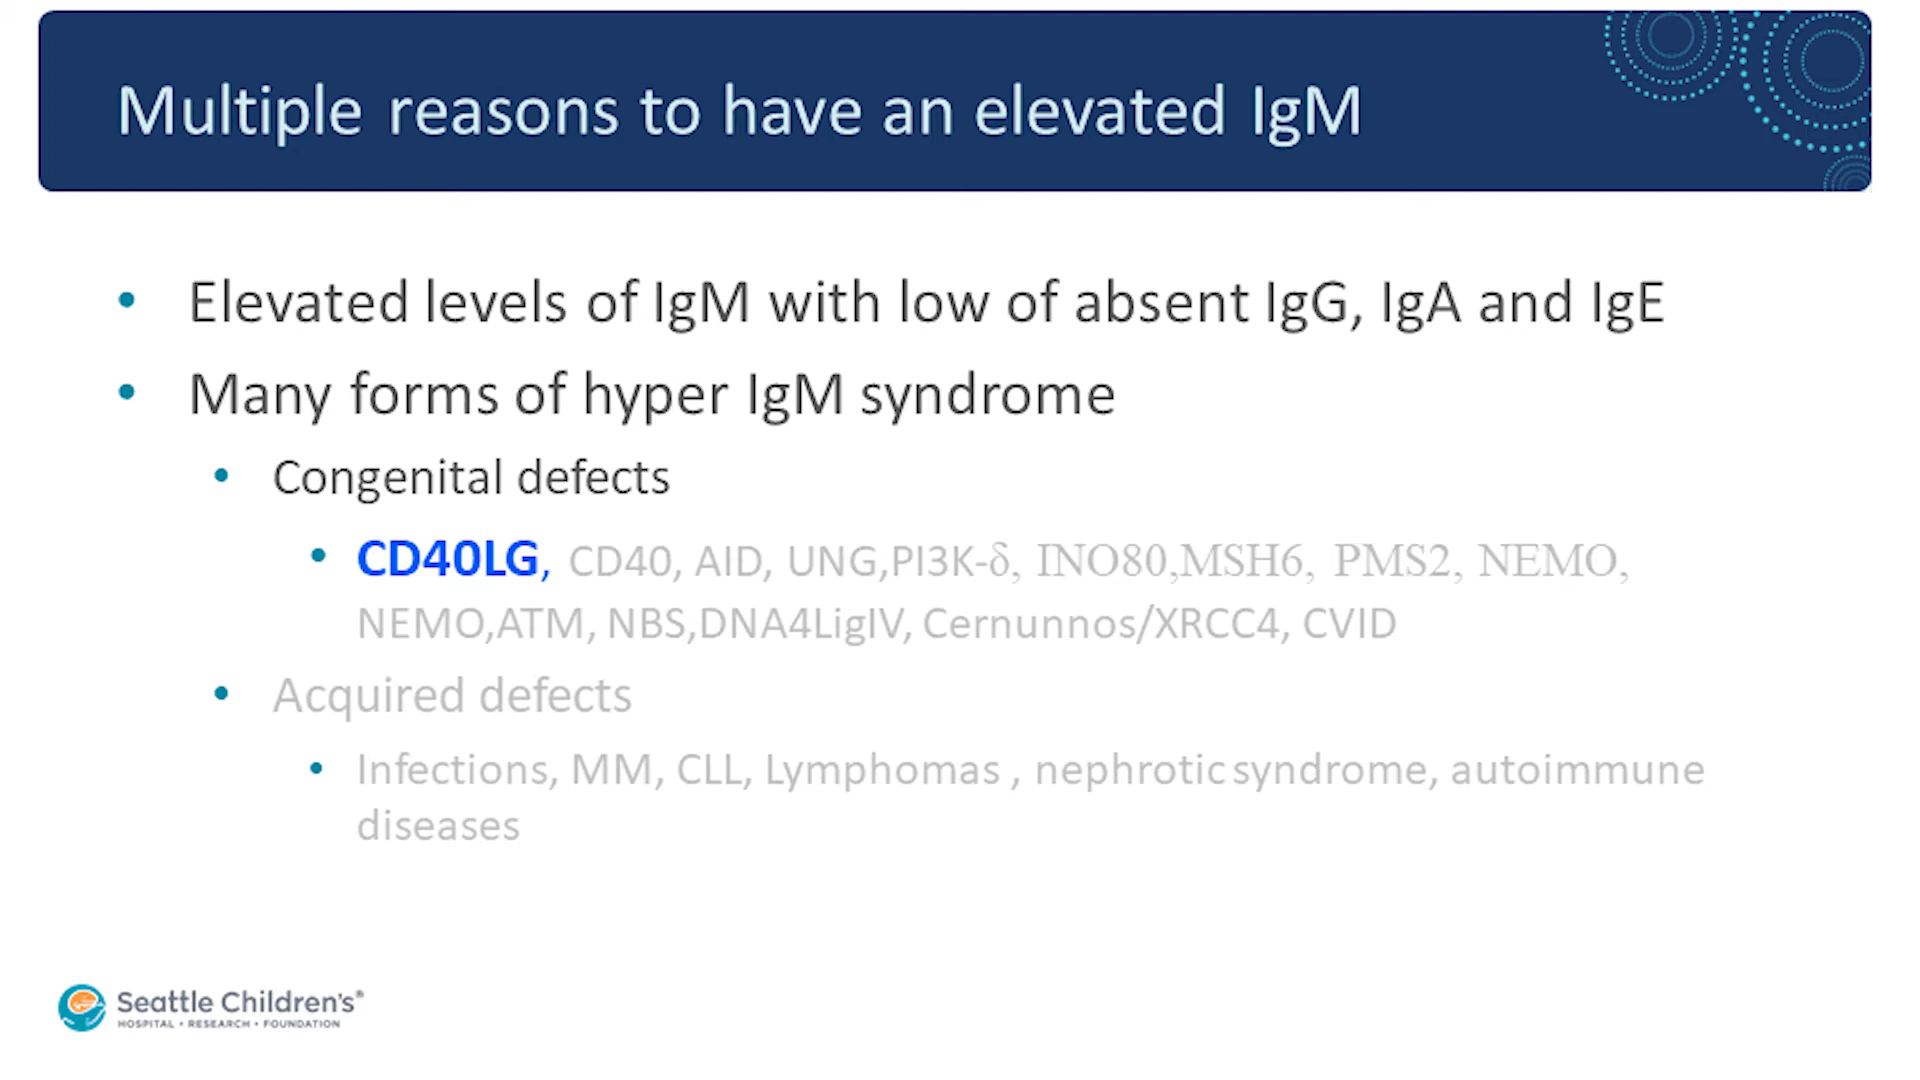 Multiple reasons to have an elevated IgM
• Elevated levels of IgM with low of absent IgG, IgA and IgE
• Many forms of hyper IgM syndrome
• Congenital defects
• CD40LG, CD40, AID, UNG,PI3K-δ, INO80,MSH6, PMS2, NEMO,
NEMO,ATM, NBS,DNA4LigIV, Cernunnos/XRCC4, CVID
• Acquired defects
• Infections, MM, CLL, Lymphomas , nephrotic syndrome, autoimmune
diseases
Seattle Children's®
HOSPITAL • RESEARCH • FOUNDATION